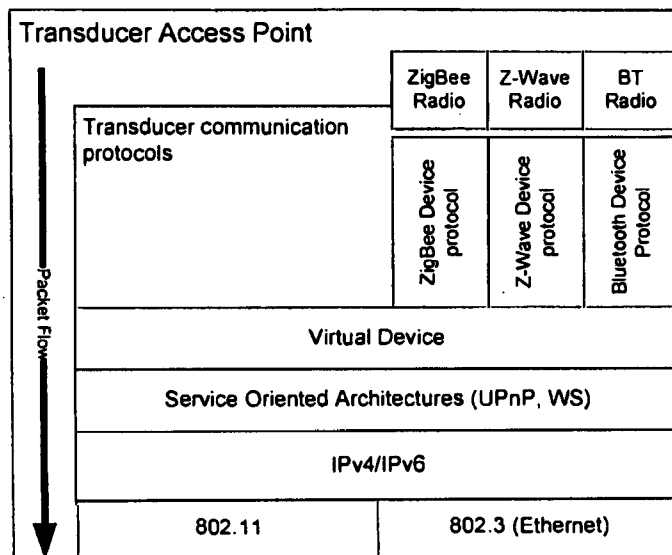 Transducer Access Point
ZigBee
Radio
Z-Wave
Radio
BT
Radio
Transducer communication
protocols
ZigBee Device
protocol
Z-Wave Device
protocol
Bluetooth Device
Protocol
Packet Flow
Virtual Device
Service Oriented Architectures (UPnP, WS)
IPv4/IPv6
802.11
802.3 (Ethernet)